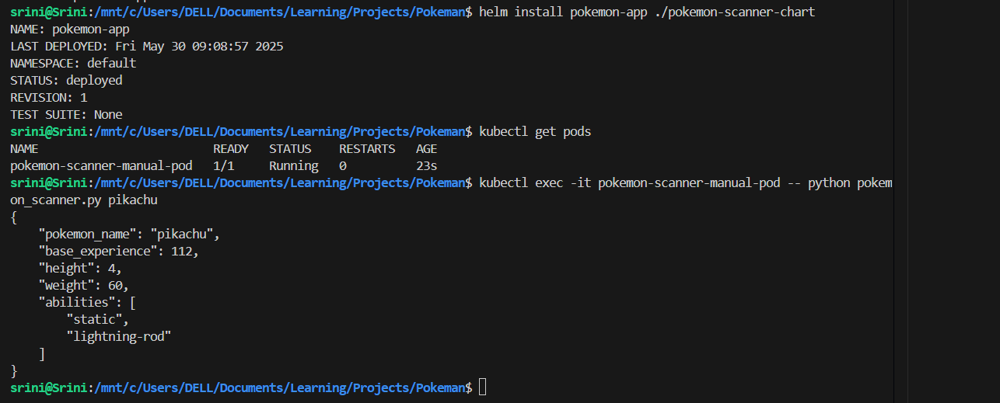 srini@Srini:/mnt/c/Users/DELL/Documents/Learning/Projects/Pokeman$ helm install pokemon-app ./pokemon-scanner-chart
NAME: pokemon-app
LAST DEPLOYED: Fri May 30 09:08:57 2025
NAMESPACE: default
STATUS: deployed
REVISION: 1
TEST SUITE: None
srini@Srini:/mnt/c/Users/DELL/Documents/Learning/Projects/Pokeman$ kubectl get pods
NAME                         READY   STATUS    RESTARTS   AGE
pokemon-scanner-manual-pod   1/1     Running   0          23s
srini@Srini:/mnt/c/Users/DELL/Documents/Learning/Projects/Pokeman$ kubectl exec -it pokemon-scanner-manual-pod -- python pokem
on_scanner.py pikachu
{
    "pokemon_name": "pikachu",
    "base_experience": 112,
    "height": 4,
    "weight": 60,
    "abilities": [
        "static",
        "lightning-rod"
    ]
}
srini@Srini:/mnt/c/Users/DELL/Documents/Learning/Projects/Pokeman$